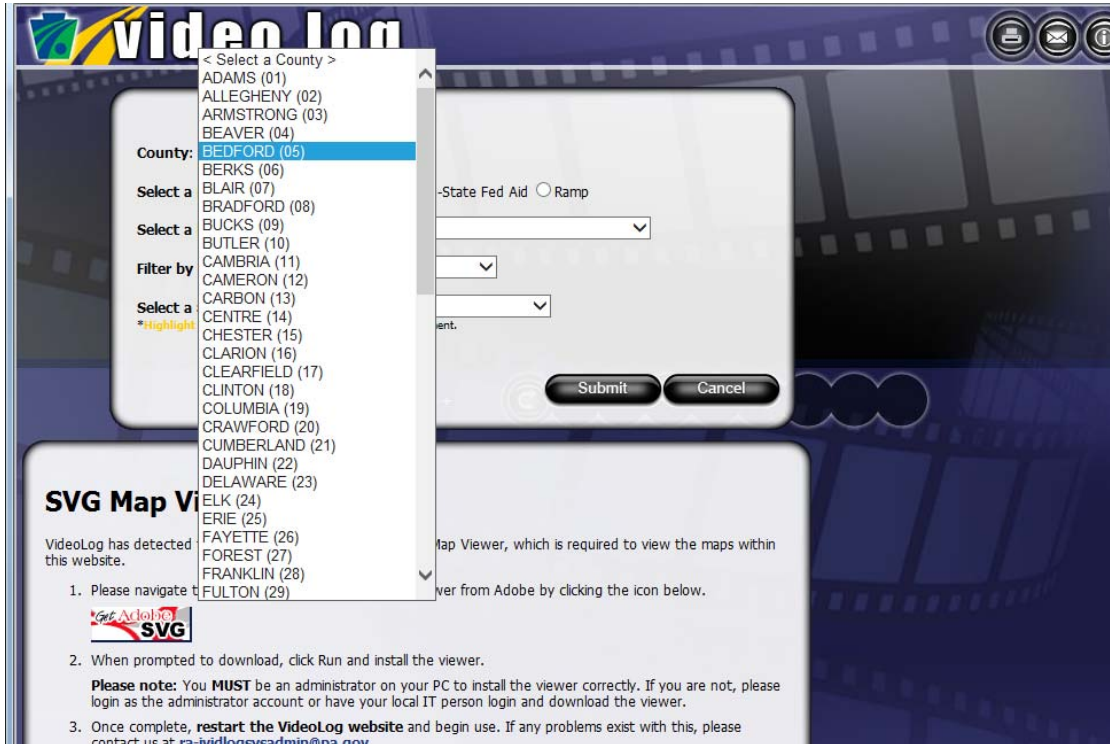 video log
< Select a County >
ADAMS (01)
ALLEGHENY (02)
ARMSTRONG (03)
BEAVER (04)
County: BEDFORD (05)
BERKS (06)
Select a BLAIR (07) -State Fed Aid Ramp
BRADFORD (08)
Select a BUCKS (09)
BUTLER (10)
Filter by CAMBRIA (11)
CAMERON (12)
CARBON (13)
Select a CENTRE (14)
*Highlight CHESTER (15) ent.
CLARION (16)
CLEARFIELD (17)
CLINTON (18) Submit Cancel
COLUMBIA (19)
CRAWFORD (20)
CUMBERLAND (21)
DAUPHIN (22)
DELAWARE (23)
SVG Map Vi ELK (24)
ERIE (25)
VideoLog has detected FAYETTE (26) Map Viewer, which is required to view the maps within
this website. FOREST (27)
FRANKLIN (28)
1. Please navigate t FULTON (29) wer from Adobe by clicking the icon below.
Get Adobe
SVG
2. When prompted to download, click Run and install the viewer.
Please note: You MUST be an administrator on your PC to install the viewer correctly. If you are not, please
login as the administrator account or have your local IT person login and download the viewer.
3. Once complete, restart the VideoLog website and begin use. If any problems exist with this, please
contact us at ra-ividlogsysadmin@pa.gov